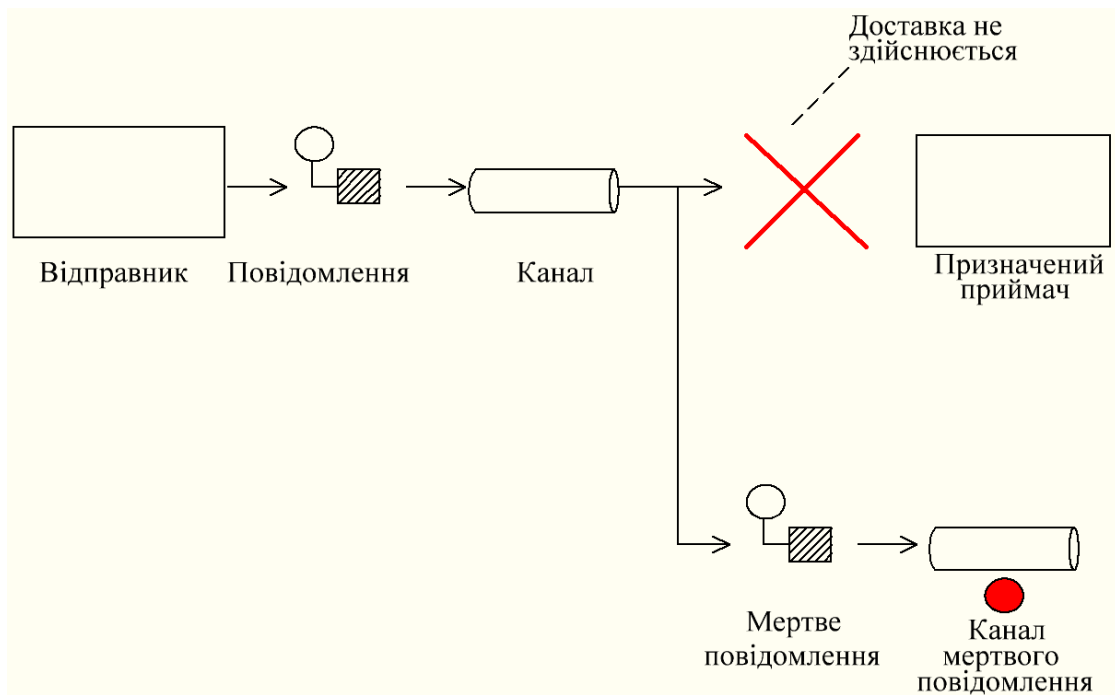 Доставка не
здійснюється
Відправник
Повідомлення
Канал
Призначений
приймач
Мертве
повідомлення
Канал
мертвого
повідомлення